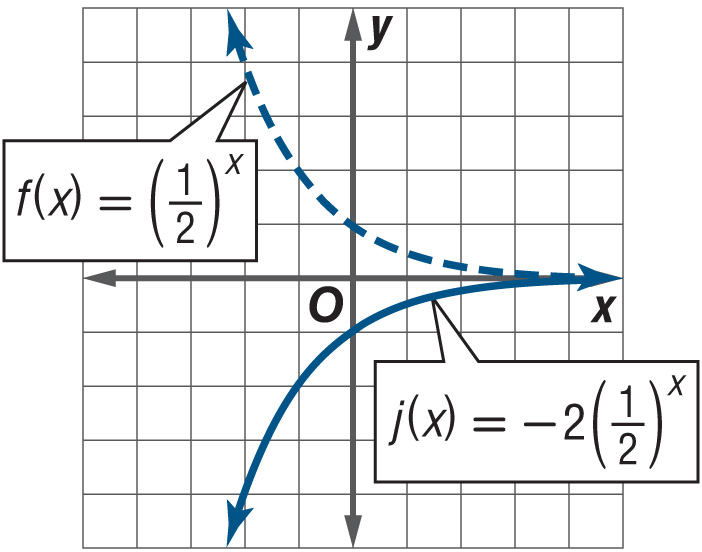 y
f(x) = (1/2)^x
O
x
j(x) = −2(1/2)^x